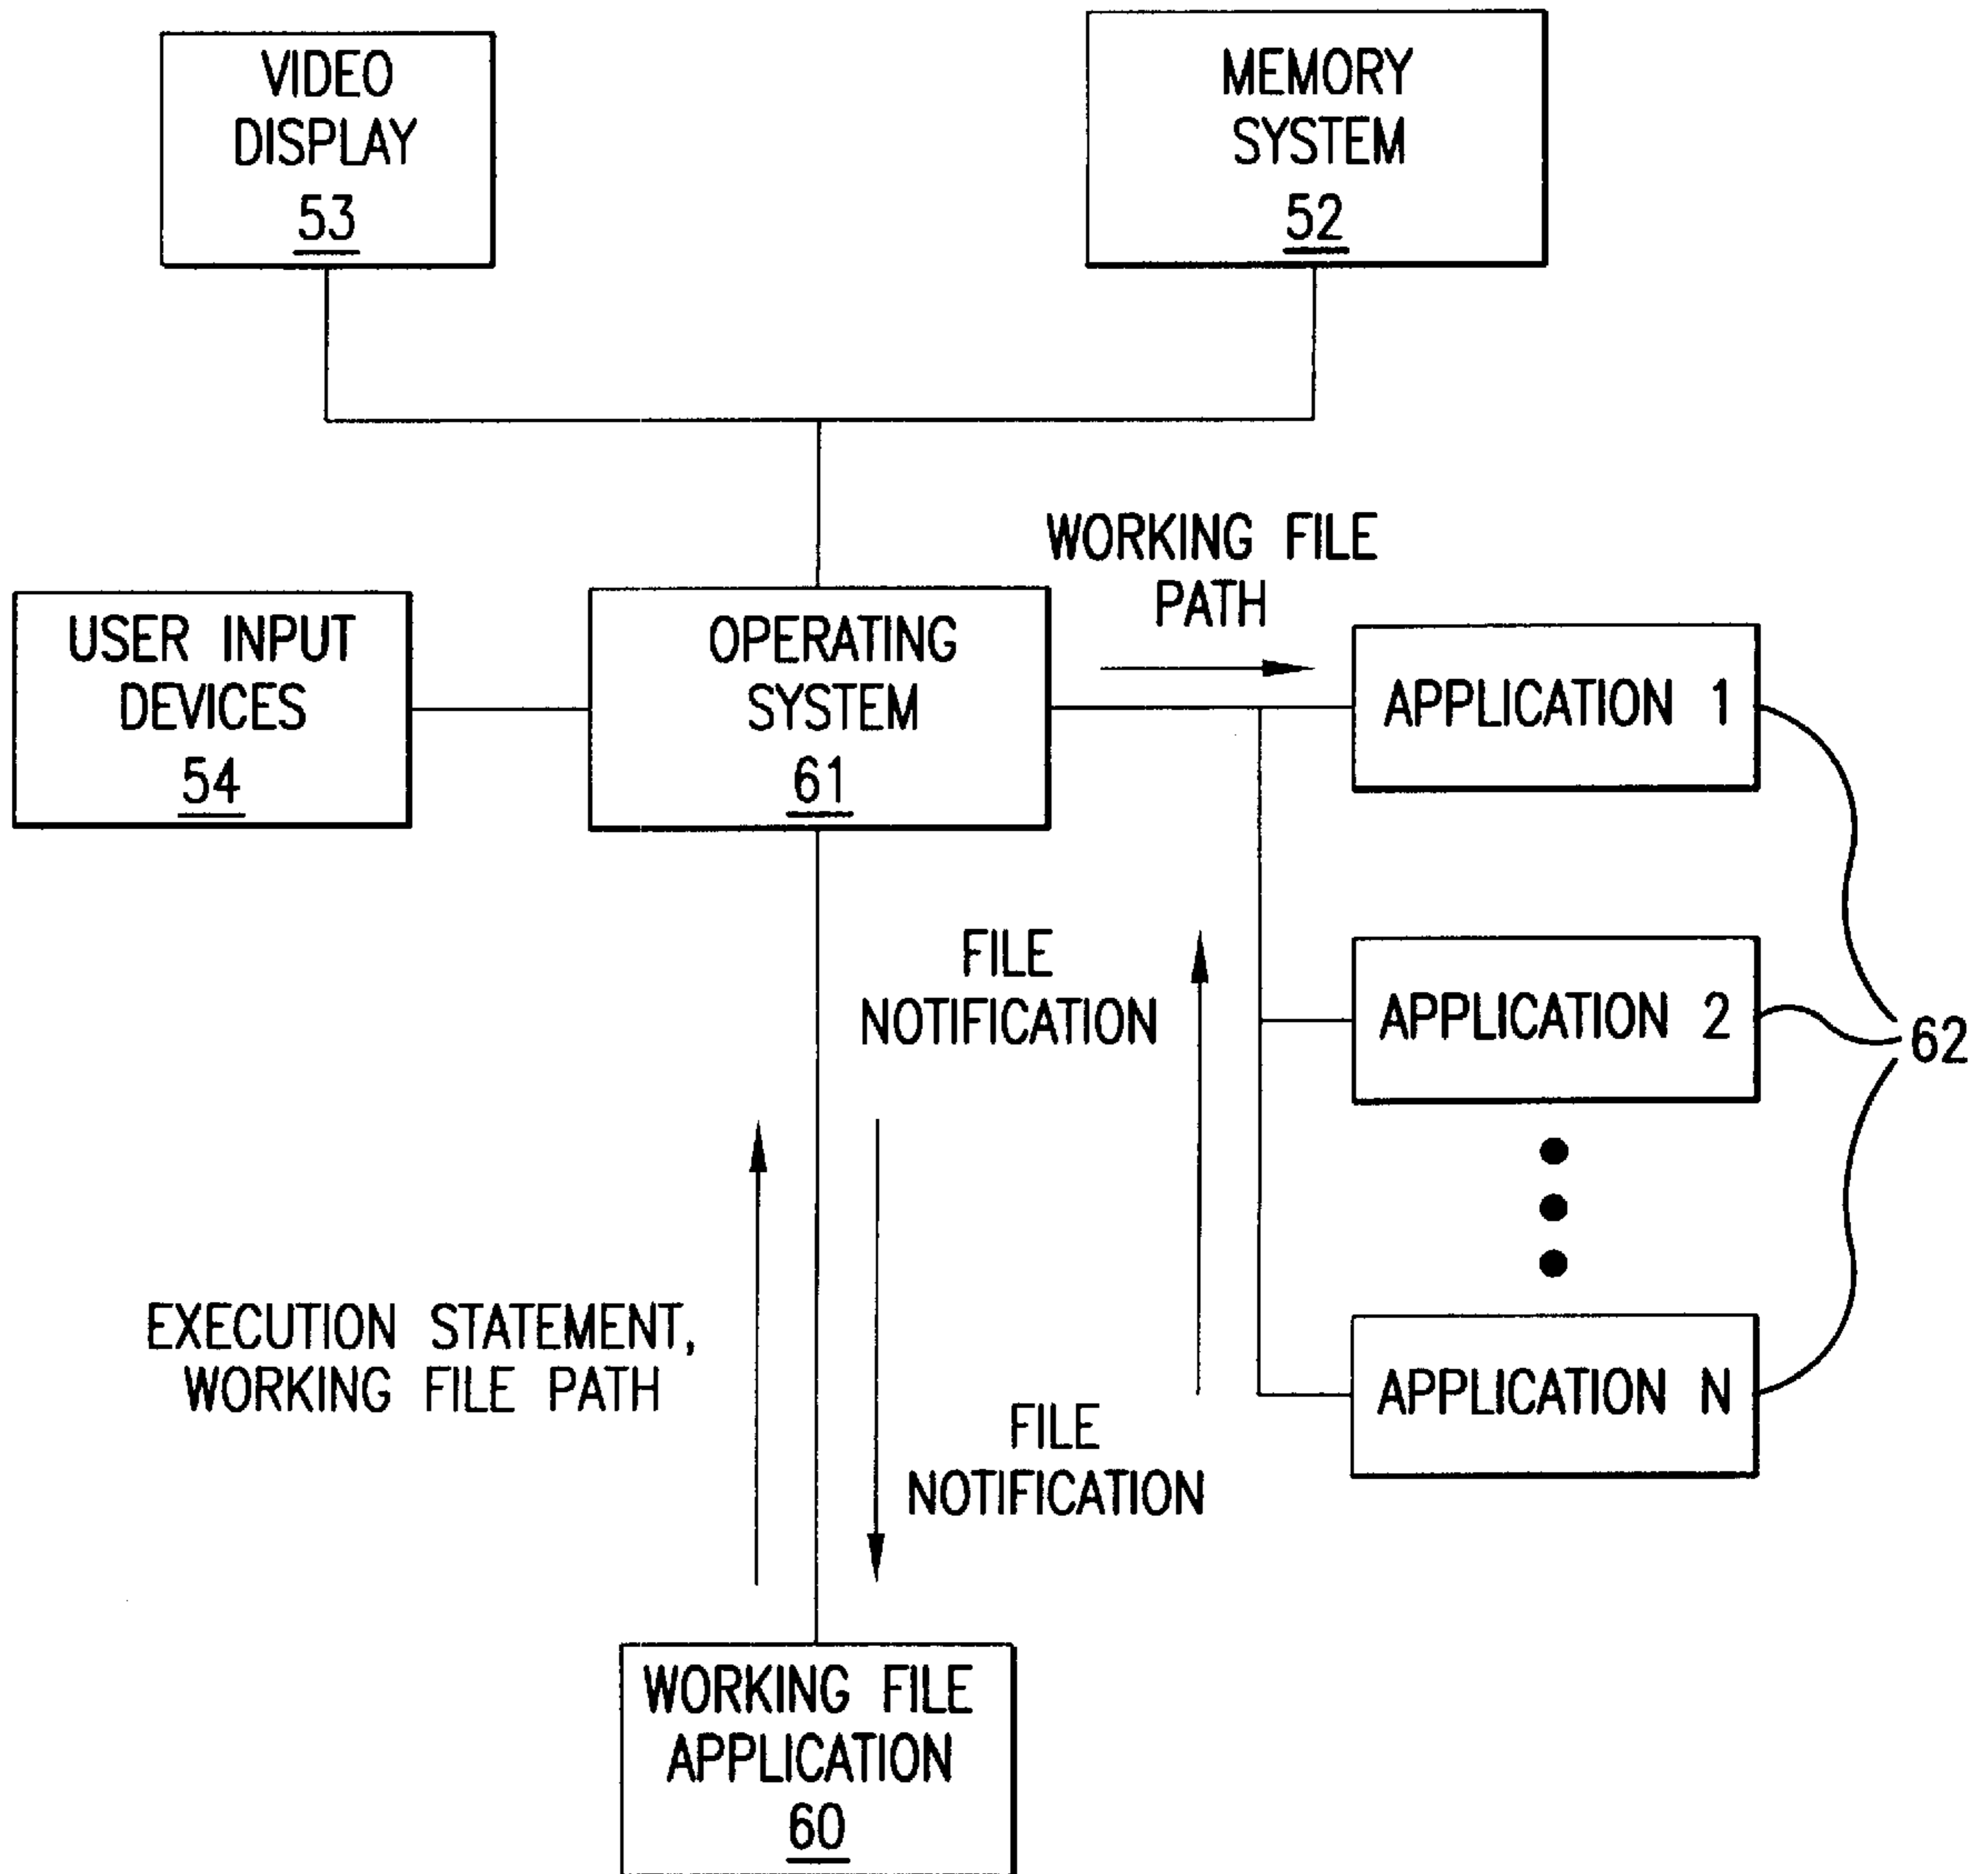 VIDEO
DISPLAY
53
MEMORY
SYSTEM
52
WORKING FILE
PATH
USER INPUT
DEVICES
54
OPERATING
SYSTEM
61
APPLICATION 1
FILE
NOTIFICATION
APPLICATION 2
62
EXECUTION STATEMENT,
WORKING FILE PATH
FILE
NOTIFICATION
APPLICATION N
WORKING FILE
APPLICATION
60